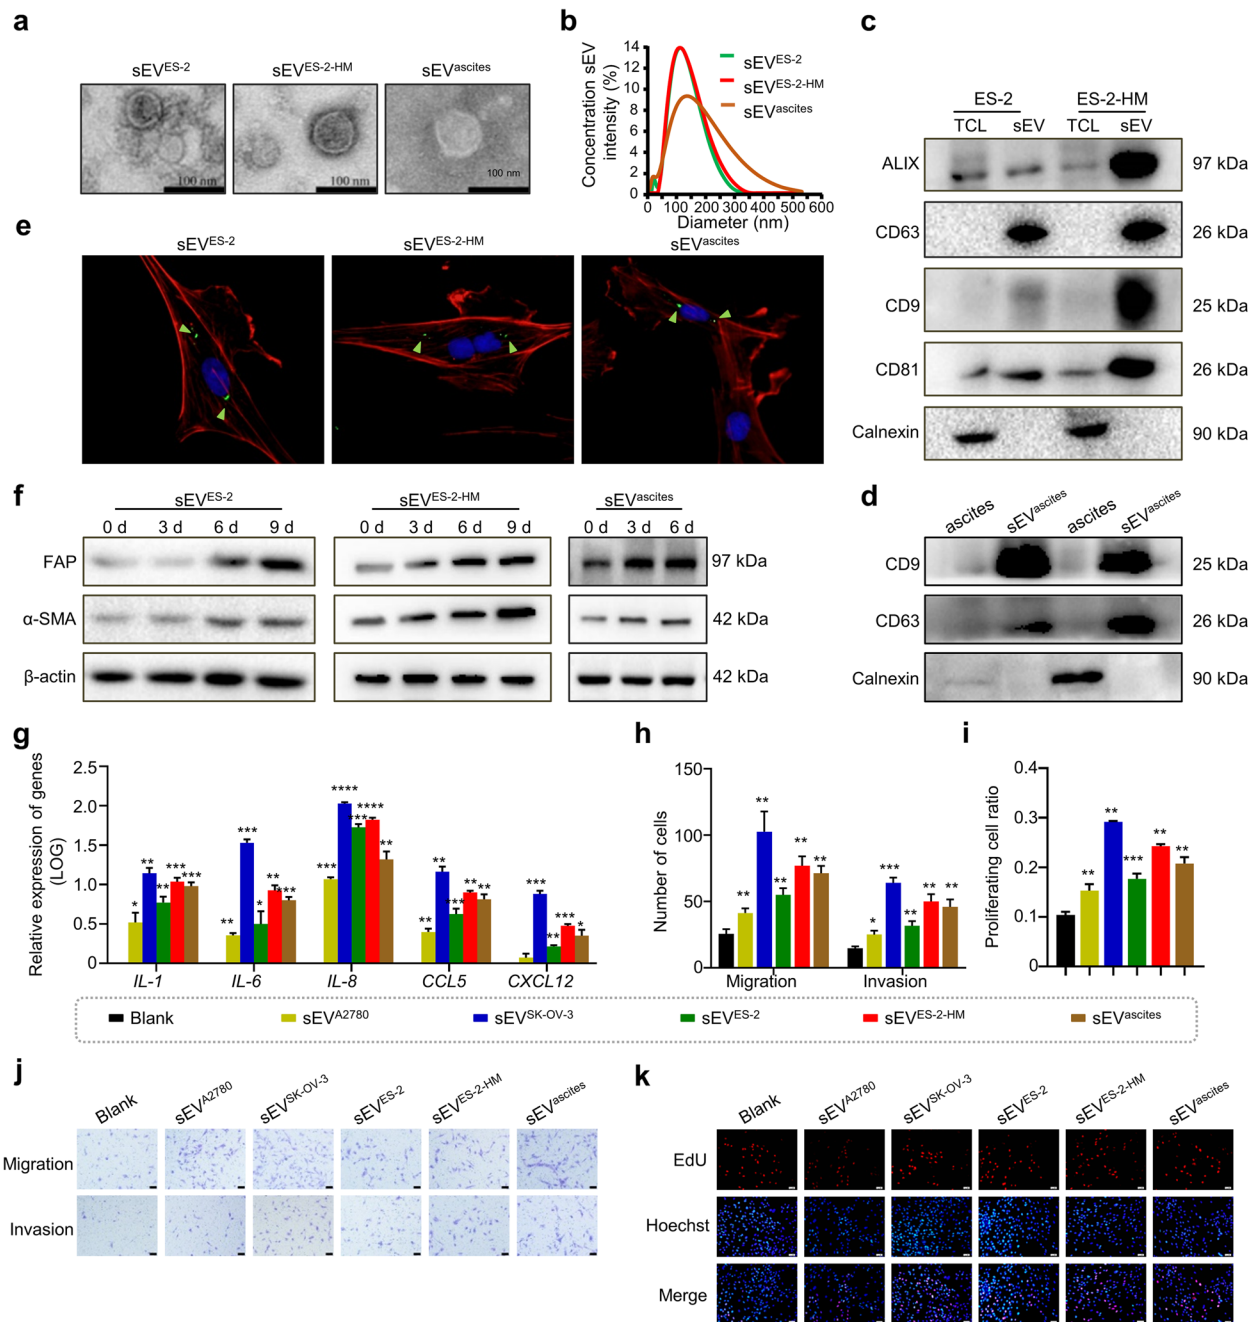 a
sEV^ES-2 sEV^ES-2-HM sEV^ascites
100 nm 100 nm 100 nm
b
Concentration sEV
intensity (%)
14
12
10
8
6
4
2
0
0 100 200 300 400 500 600
Diameter (nm)
sEV^ES-2
sEV^ES-2-HM
sEV^ascites
c
ES-2 ES-2-HM
TCL sEV TCL sEV
ALIX 97 kDa
CD63 26 kDa
CD9 25 kDa
CD81 26 kDa
Calnexin 90 kDa
d
ascites sEV^ascites ascites sEV^ascites
CD9 25 kDa
CD63 26 kDa
Calnexin 90 kDa
e
sEV^ES-2 sEV^ES-2-HM sEV^ascites
f
sEV^ES-2 sEV^ES-2-HM sEV^ascites
0 d 3 d 6 d 9 d 0 d 3 d 6 d 9 d 0 d 3 d 6 d
FAP 97 kDa
α-SMA 42 kDa
β-actin 42 kDa
g
Relative expression of genes
(LOG)
2.5
2.0
1.5
1.0
0.5
0
* ** ** *** ***
** *** * ** ***
*** **** *** **** **
** ** *** ** **
*** ** *** *
IL-1 IL-6 IL-8 CCL5 CXCL12
h
Number of cells
150
100
50
0
** ** ** ** **
* *** ** ** **
Migration Invasion
i
Proliferating cell ratio
0.4
0.3
0.2
0.1
0
** ** *** ** **
Blank sEV^A2780 sEV^SK-OV-3 sEV^ES-2 sEV^ES-2-HM sEV^ascites
j
Blank sEV^A2780 sEV^SK-OV-3 sEV^ES-2 sEV^ES-2-HM sEV^ascites
Migration
Invasion
k
Blank sEV^A2780 sEV^SK-OV-3 sEV^ES-2 sEV^ES-2-HM sEV^ascites
EdU
Hoechst
Merge